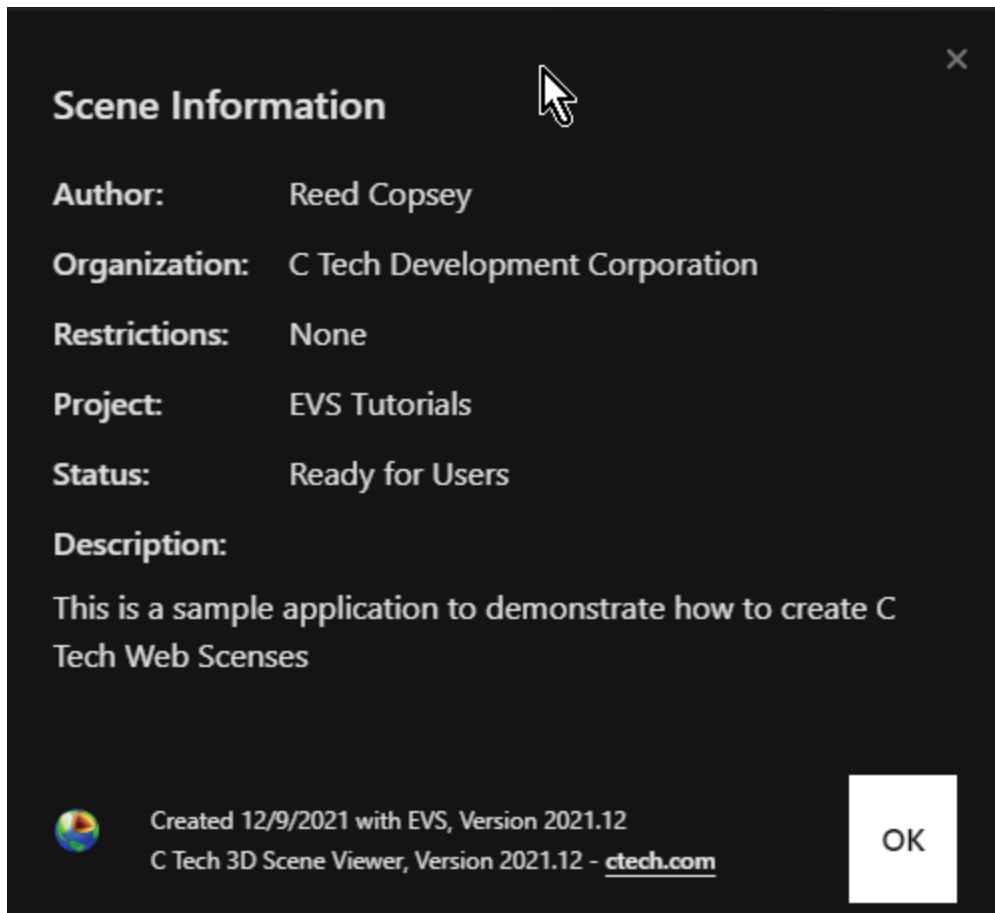 Scene Information
Author: Reed Copsey
Organization: C Tech Development Corporation
Restrictions: None
Project: EVS Tutorials
Status: Ready for Users
Description:
This is a sample application to demonstrate how to create C
Tech Web Scenses
Created 12/9/2021 with EVS, Version 2021.12
C Tech 3D Scene Viewer, Version 2021.12 - ctech.com
OK